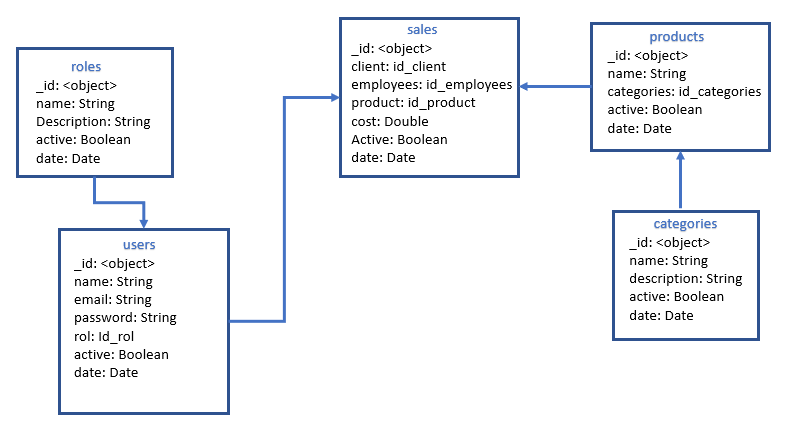 roles
_id: <object>
name: String
Description: String
active: Boolean
date: Date
users
_id: <object>
name: String
email: String
password: String
rol: Id_rol
active: Boolean
date: Date
sales
_id: <object>
client: id_client
employees: id_employees
product: id_product
cost: Double
Active: Boolean
date: Date
products
_id: <object>
name: String
categories: id_categories
active: Boolean
date: Date
categories
_id: <object>
name: String
description: String
active: Boolean
date: Date